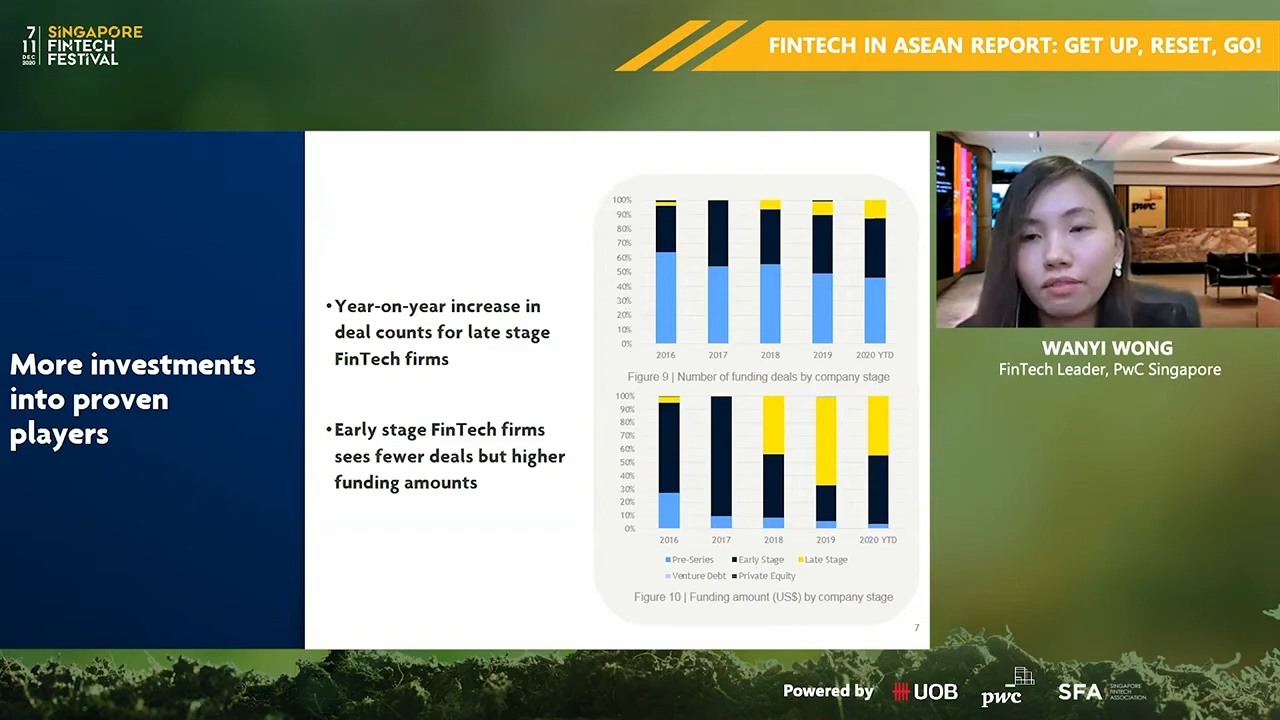 7
11
DEC
2020
SiNGAPORE
FiNTECH
FESTiVAL
FINTECH IN ASEAN REPORT: GET UP, RESET, GO!
More investments
into proven
players
•Year-on-year increase in
deal counts for late stage
FinTech firms
•Early stage FinTech firms
sees fewer deals but higher
funding amounts
100%
90%
80%
70%
60%
50%
40%
30%
20%
10%
0%
2016 2017 2018 2019 2020 YTD
Figure 9 | Number of funding deals by company stage
100%
90%
80%
70%
60%
50%
40%
30%
20%
10%
0%
2016 2017 2018 2019 2020 YTD
Pre-Series Early Stage Late Stage
Venture Debt Private Equity
Figure 10 | Funding amount (US$) by company stage
7
pwc
WANYI WONG
FinTech Leader, PwC Singapore
Powered by
UOB
pwc
SFA
SINGAPORE
FINTECH
ASSOCIATION